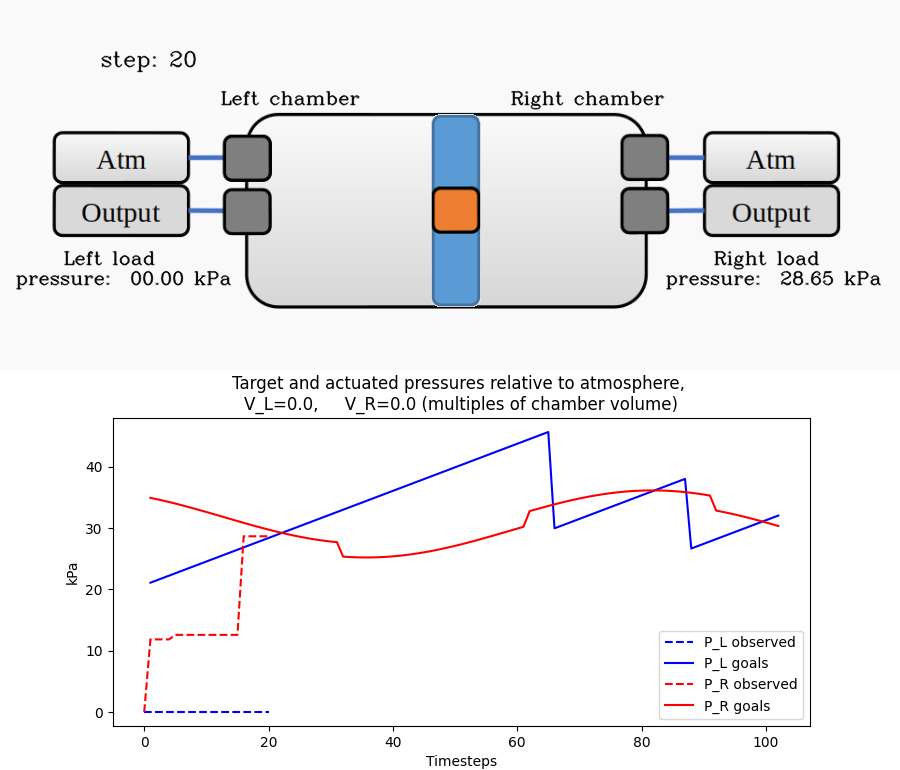 step: 20
Left chamber
Right chamber
Atm
Atm
Output
Output
Left load
pressure: 00.00 kPa
Right load
pressure: 28.65 kPa
Target and actuated pressures relative to atmosphere,
V_L=0.0, V_R=0.0 (multiples of chamber volume)
kPa
40
30
20
10
0
P_L observed
P_L goals
P_R observed
P_R goals
0 20 40 60 80 100
Timesteps